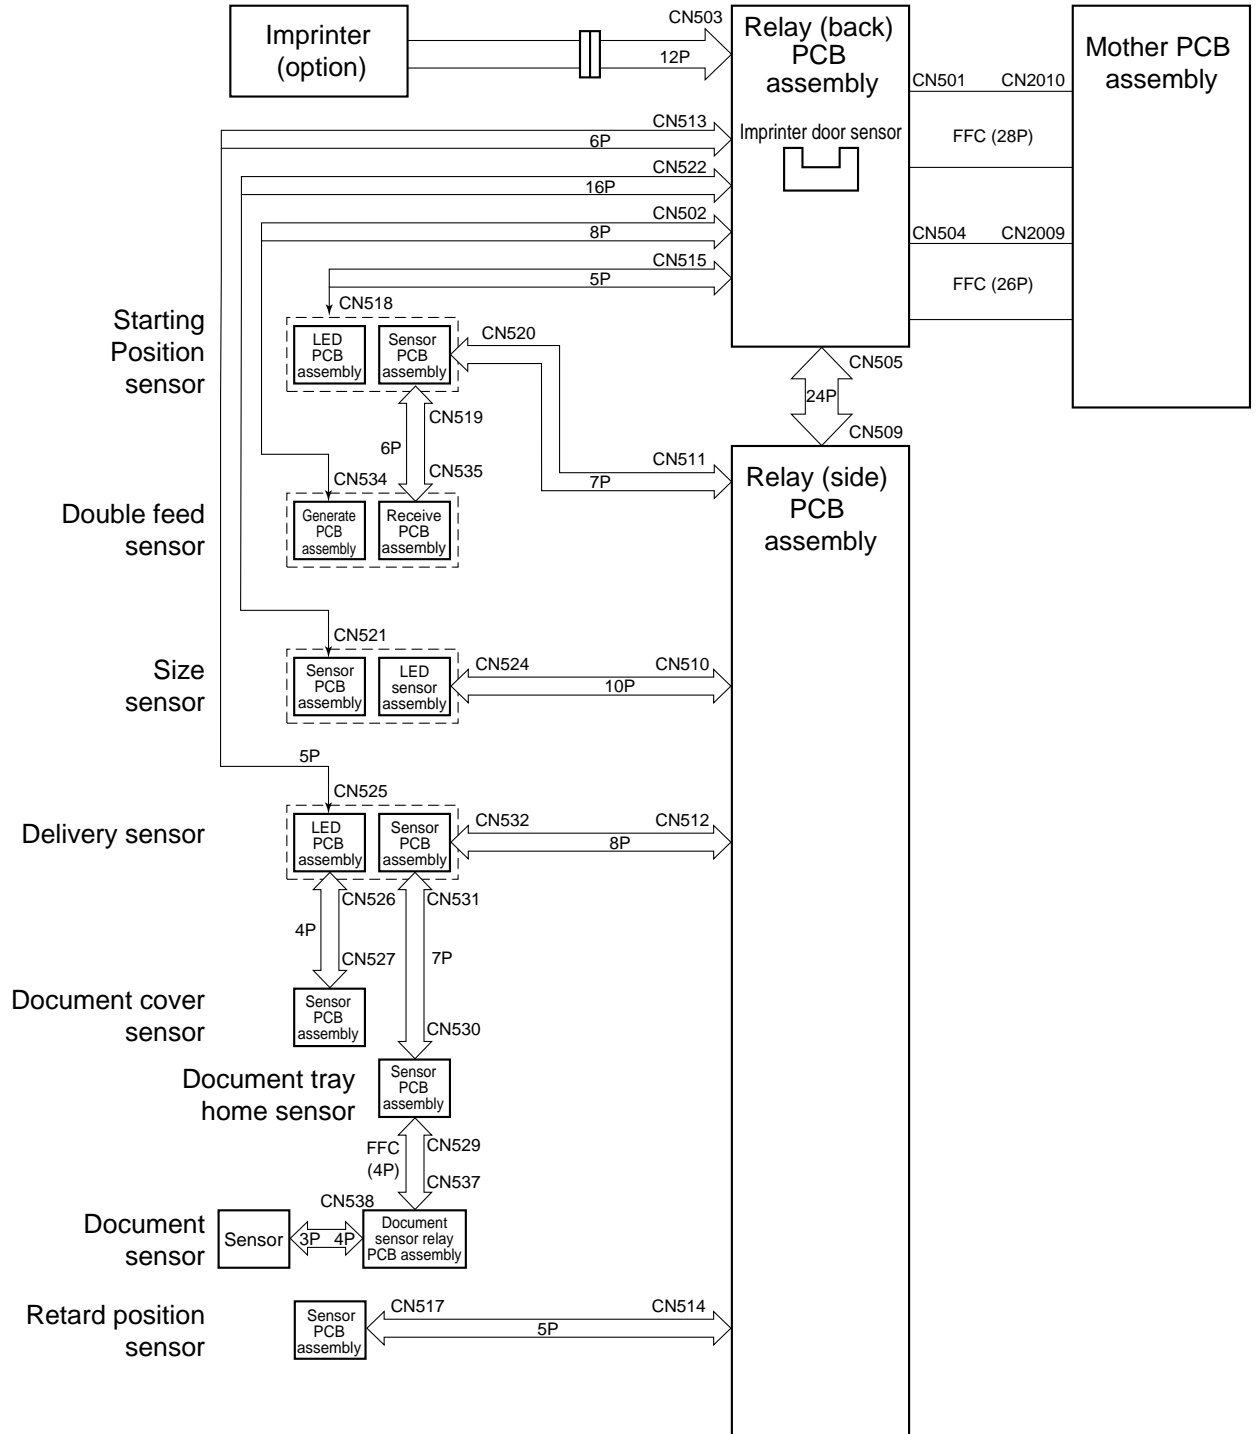 Imprinter
(option)
CN503
12P
Relay (back)
PCB
assembly
Mother PCB
assembly
CN501
CN2010
FFC (28P)
Imprinter door sensor
CN513
6P
CN522
16P
CN502
8P
CN504
CN2009
FFC (26P)
CN515
5P
CN518
Starting
Position
sensor
LED
PCB
assembly
Sensor
PCB
assembly
CN520
CN505
24P
CN509
CN519
6P
CN535
CN534
CN511
7P
Relay (side)
PCB
assembly
Double feed
sensor
Generate
PCB
assembly
Receive
PCB
assembly
CN521
Size
sensor
Sensor
PCB
assembly
LED
sensor
assembly
CN524
CN510
10P
5P
CN525
Delivery sensor
LED
PCB
assembly
Sensor
PCB
assembly
CN532
CN512
8P
CN526
4P
CN527
CN531
7P
CN530
Document cover
sensor
Sensor
PCB
assembly
Document tray
home sensor
Sensor
PCB
assembly
FFC
(4P)
CN529
CN537
CN538
Document
sensor
Sensor
3P
4P
Document
sensor relay
PCB assembly
Retard position
sensor
Sensor
PCB
assembly
CN517
CN514
5P